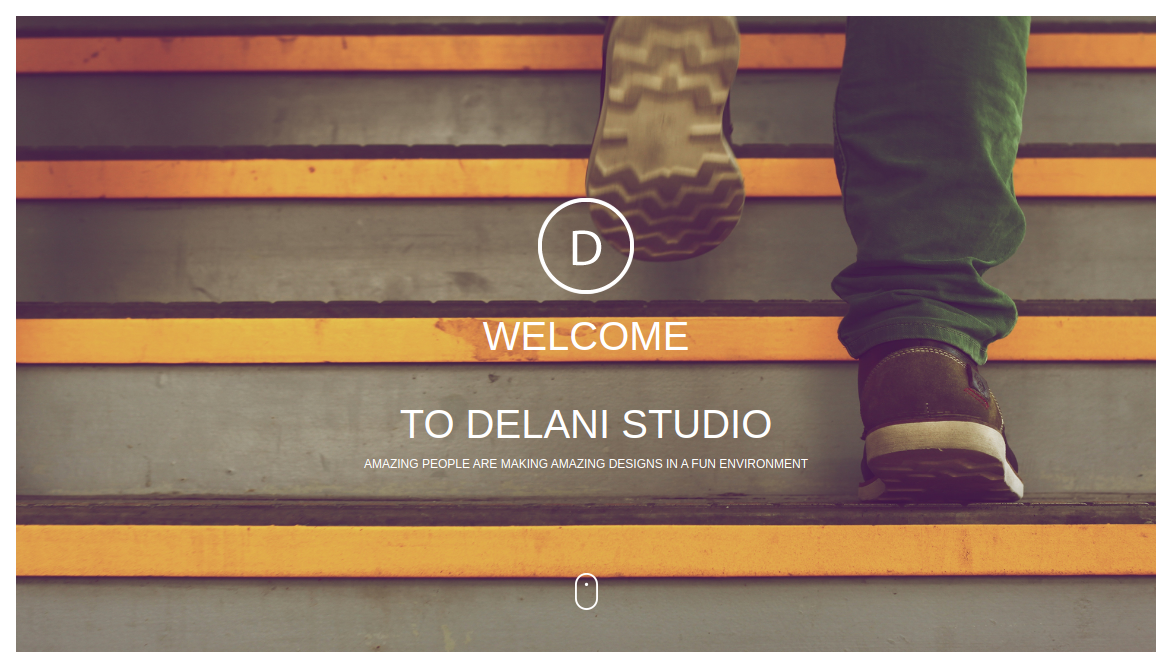 D
WELCOME
TO DELANI STUDIO
AMAZING PEOPLE ARE MAKING AMAZING DESIGNS IN A FUN ENVIRONMENT